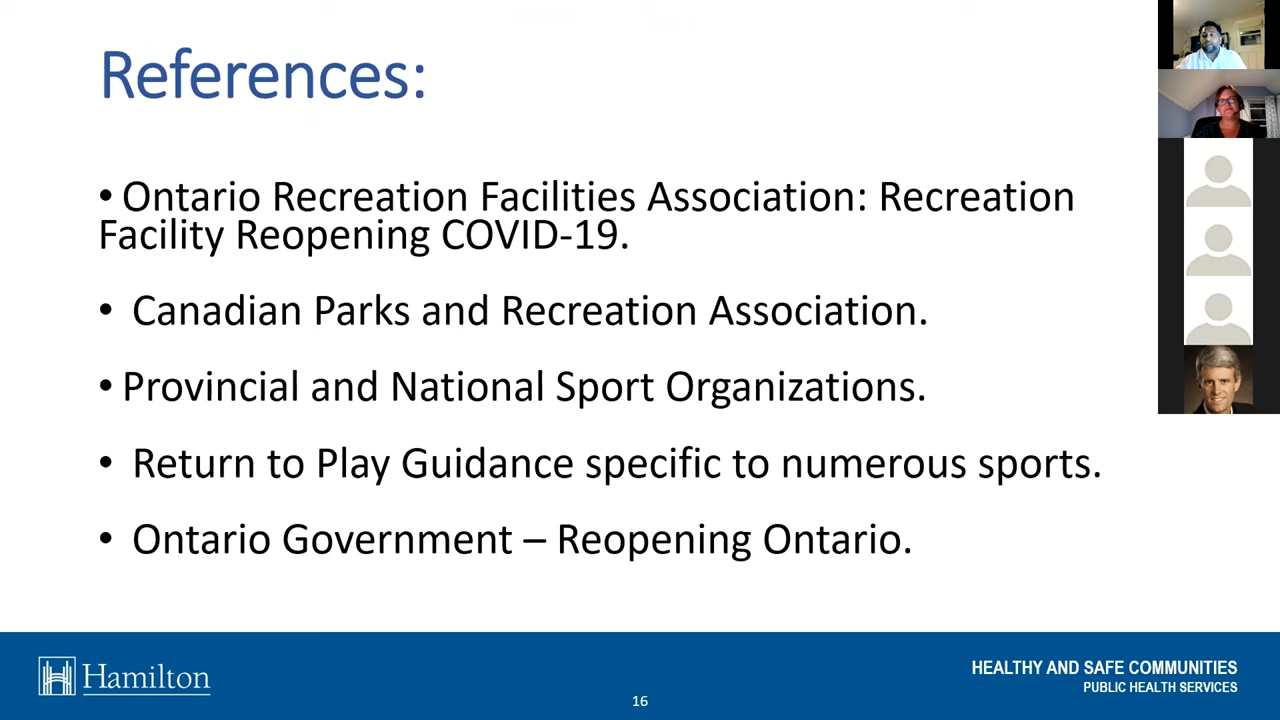 References:
• Ontario Recreation Facilities Association: Recreation
Facility Reopening COVID-19.
• Canadian Parks and Recreation Association.
• Provincial and National Sport Organizations.
• Return to Play Guidance specific to numerous sports.
• Ontario Government – Reopening Ontario.
Hamilton
16
HEALTHY AND SAFE COMMUNITIES
PUBLIC HEALTH SERVICES